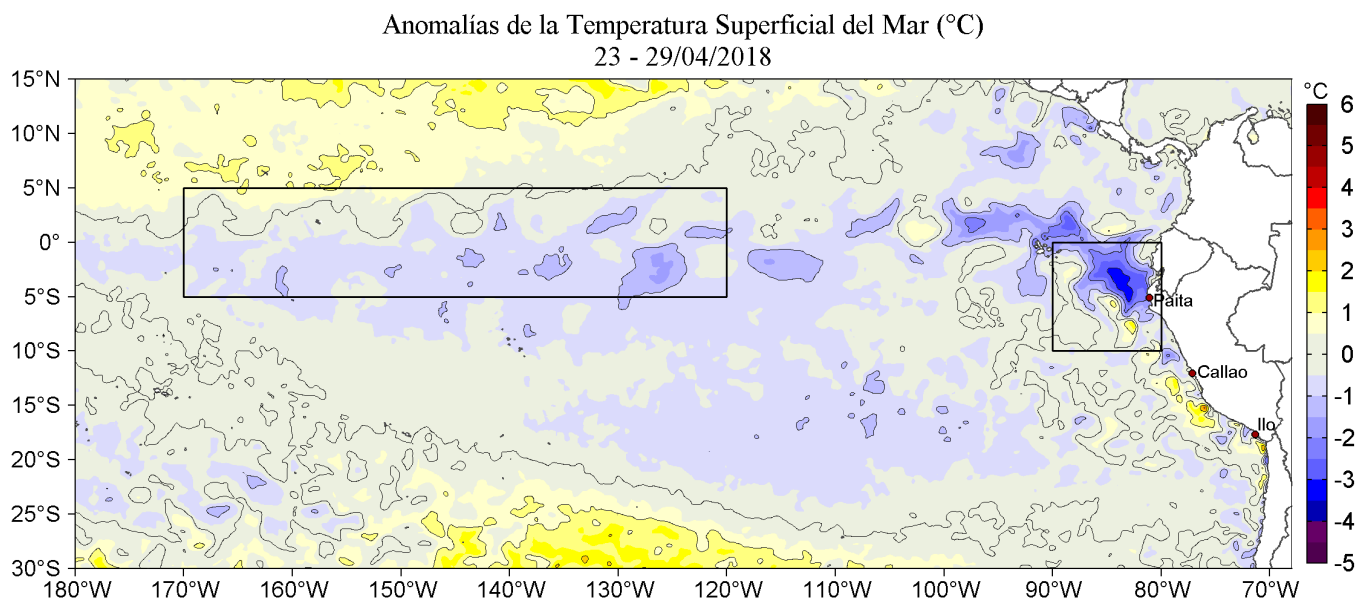 Anomalías de la Temperatura Superficial del Mar (°C)
23 - 29/04/2018
15°N
10°N
5°N
0°
5°S
10°S
15°S
20°S
25°S
30°S
180°W
170°W
160°W
150°W
140°W
130°W
120°W
110°W
100°W
90°W
80°W
70°W
Paita
Callao
Ilo
°C
6
5
4
3
2
1
0
-1
-2
-3
-4
-5